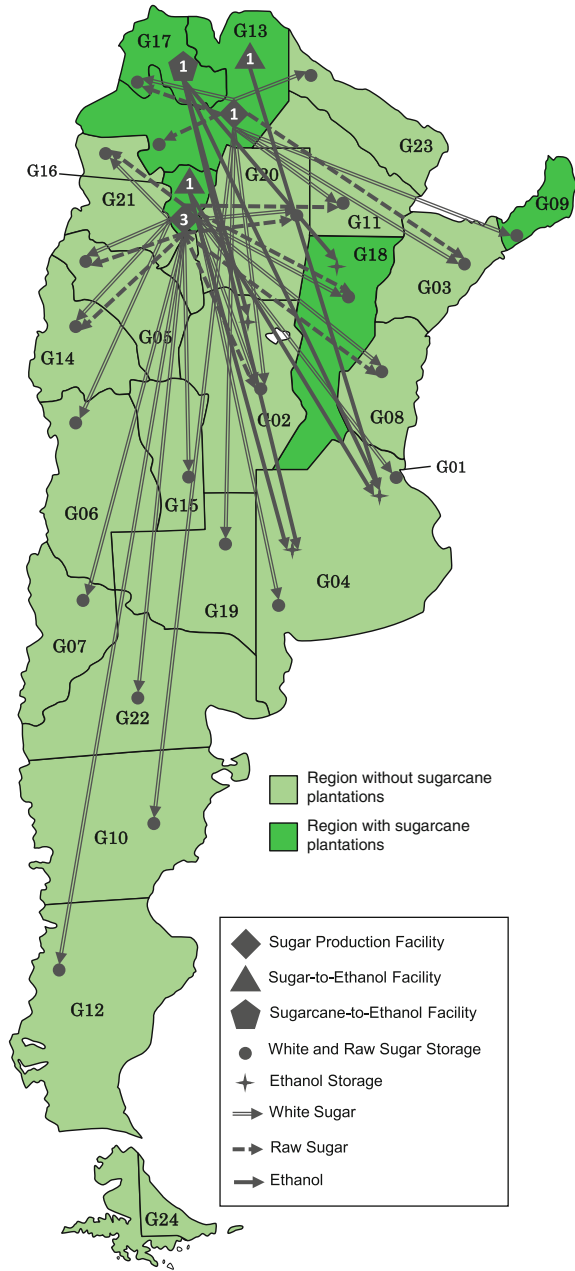 G17
G13
1
1
1
G23
G16
1
G20
G21
G09
3
G11
G18
G03
G05
G14
G02
G08
G01
G15
G06
G04
G19
G07
G22
Region without sugarcane
plantations
G10
Region with sugarcane
plantations
Sugar Production Facility
Sugar-to-Ethanol Facility
G12
Sugarcane-to-Ethanol Facility
White and Raw Sugar Storage
Ethanol Storage
White Sugar
Raw Sugar
Ethanol
G24